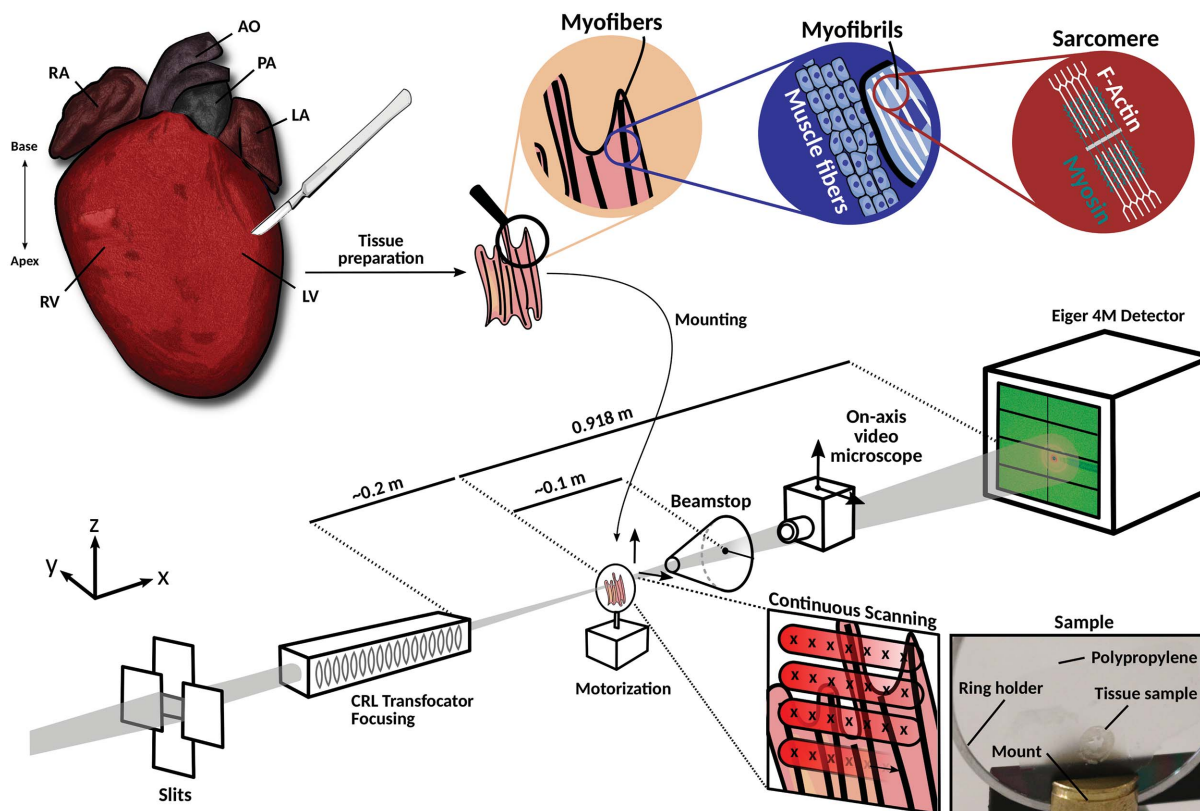 Myofibers
Myofibrils
Sarcomere
AO
RA
PA
LA
Base
Apex
RV
LV
Muscle fibers
F-Actin
Myosin
Tissue
preparation
Mounting
Eiger 4M Detector
0.918 m
On-axis
video
microscope
~0.2 m
~0.1 m
Beamstop
z
y
x
CRL Transfocator
Focusing
Motorization
Slits
Continuous Scanning
x x x x x x x
x x x x x x x
x x x x x x x
x x x x x
Sample
Polypropylene
Ring holder
Tissue sample
Mount